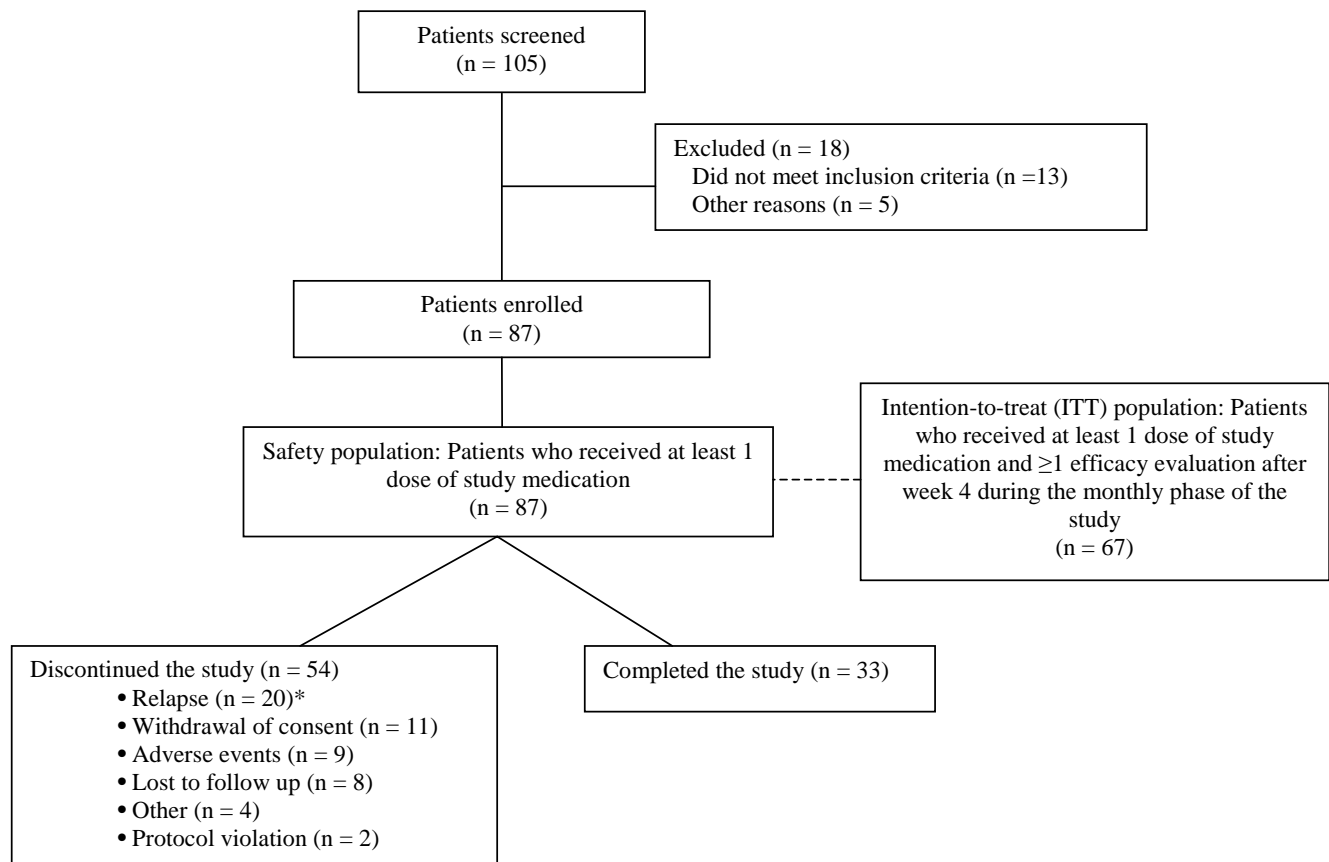 Patients screened
(n = 105)
Excluded (n = 18)
Did not meet inclusion criteria (n =13)
Other reasons (n = 5)
Patients enrolled
(n = 87)
Safety population: Patients who received at least 1
dose of study medication
(n = 87)
Intention-to-treat (ITT) population: Patients
who received at least 1 dose of study
medication and ≥1 efficacy evaluation after
week 4 during the monthly phase of the
study
(n = 67)
Discontinued the study (n = 54)
• Relapse (n = 20)*
• Withdrawal of consent (n = 11)
• Adverse events (n = 9)
• Lost to follow up (n = 8)
• Other (n = 4)
• Protocol violation (n = 2)
Completed the study (n = 33)